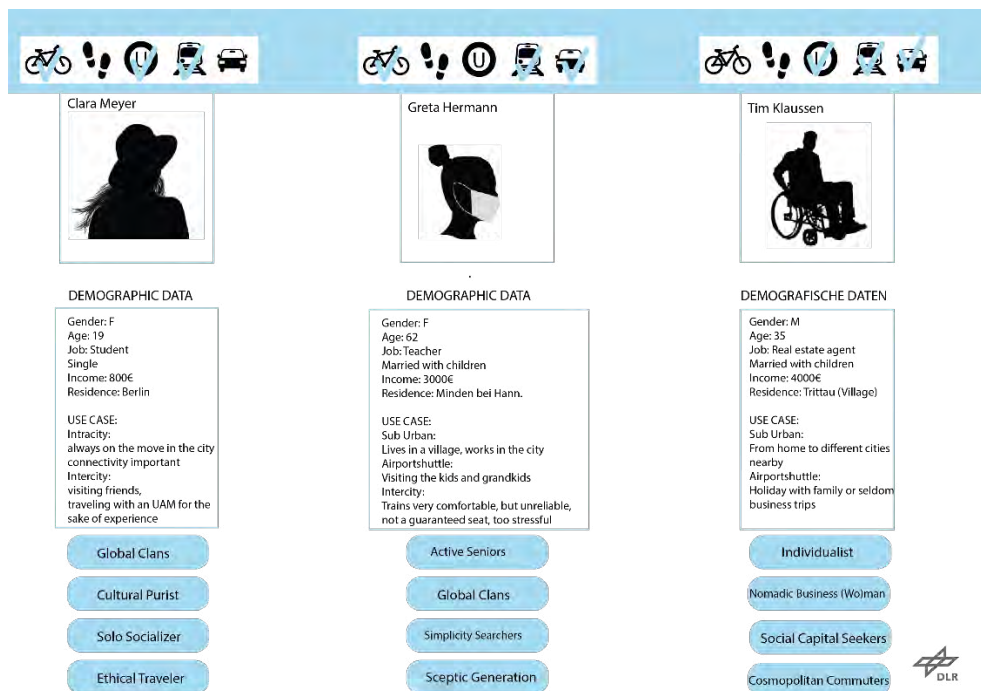 U
U
U
Clara Meyer
Greta Hermann
Tim Klaussen
DEMOGRAPHIC DATA
Gender: F
Age: 19
Job: Student
Single
Income: 800€
Residence: Berlin
USE CASE:
Intracity:
always on the move in the city
connectivity important
Intercity:
visiting friends,
traveling with an UAM for the
sake of experience
Global Clans
Cultural Purist
Solo Socializer
Ethical Traveler
.
DEMOGRAPHIC DATA
Gender: F
Age: 62
Job: Teacher
Married with children
Income: 3000€
Residence: Minden bei Hann.
USE CASE:
Sub Urban:
Lives in a village, works in the city
Airportshuttle:
Visiting the kids and grandkids
Intercity:
Trains very comfortable, but unreliable,
not a guaranteed seat, too stressful
Active Seniors
Global Clans
Simplicity Searchers
Sceptic Generation
DEMOGRAFISCHE DATEN
Gender: M
Age: 35
Job: Real estate agent
Married with children
Income: 4000€
Residence: Trittau (Village)
USE CASE:
Sub Urban:
From home to different cities
nearby
Airportshuttle:
Holiday with family or seldom
business trips
Individualist
Nomadic Business (Wo)man
Social Capital Seekers
Cosmopolitan Commuters
DLR